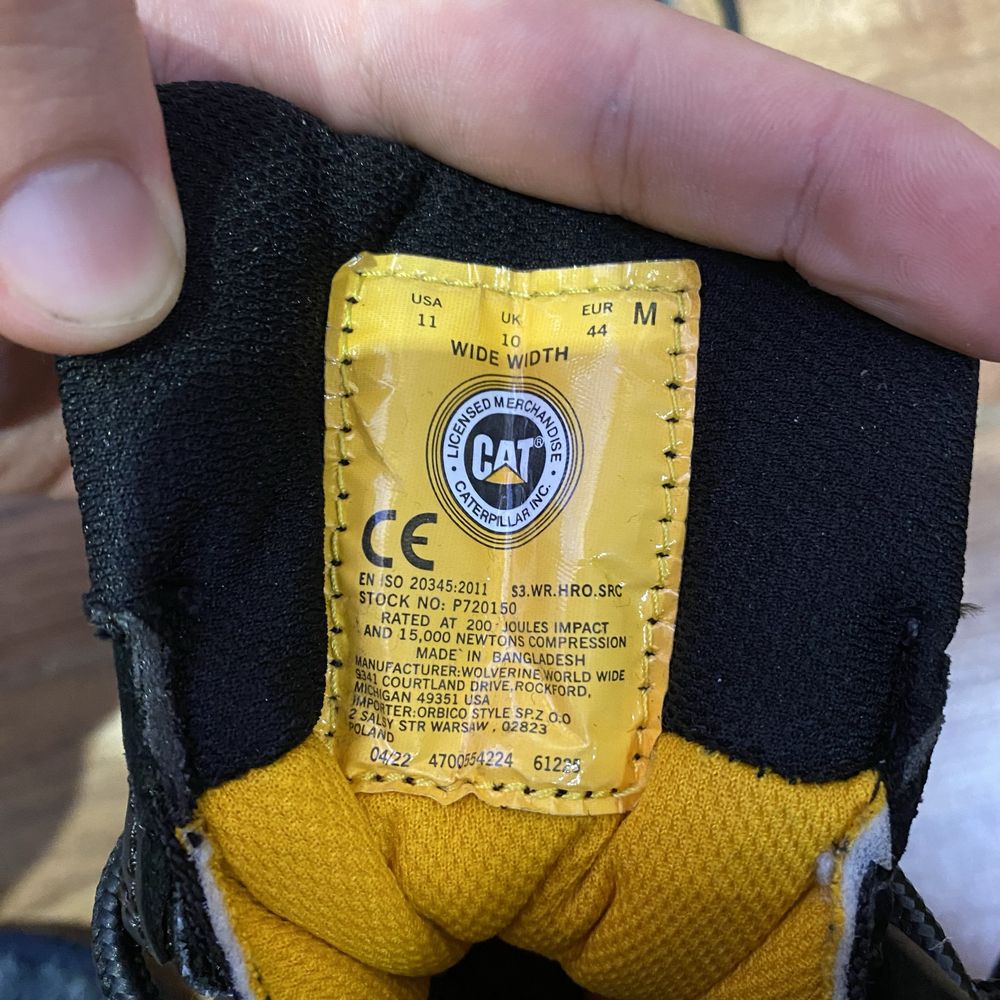 USA UK EUR M
11 10 44
WIDE WIDTH
LICENSED MERCHANDISE
CAT®
CATERPILLAR INC.
CE
EN ISO 20345:2011 S3.WR.HRO.SRC
STOCK NO: P720150
RATED AT 200 JOULES IMPACT
AND 15,000 NEWTONS COMPRESSION
MADE IN BANGLADESH
MANUFACTURER:WOLVERINE WORLD WIDE
9341 COURTLAND DRIVE,ROCKFORD,
MICHIGAN 49351 USA
IMPORTER:ORBICO STYLE SP.Z O.O
2 SALSY STR WARSAW, 02823
POLAND
04/22 4700554224 61225